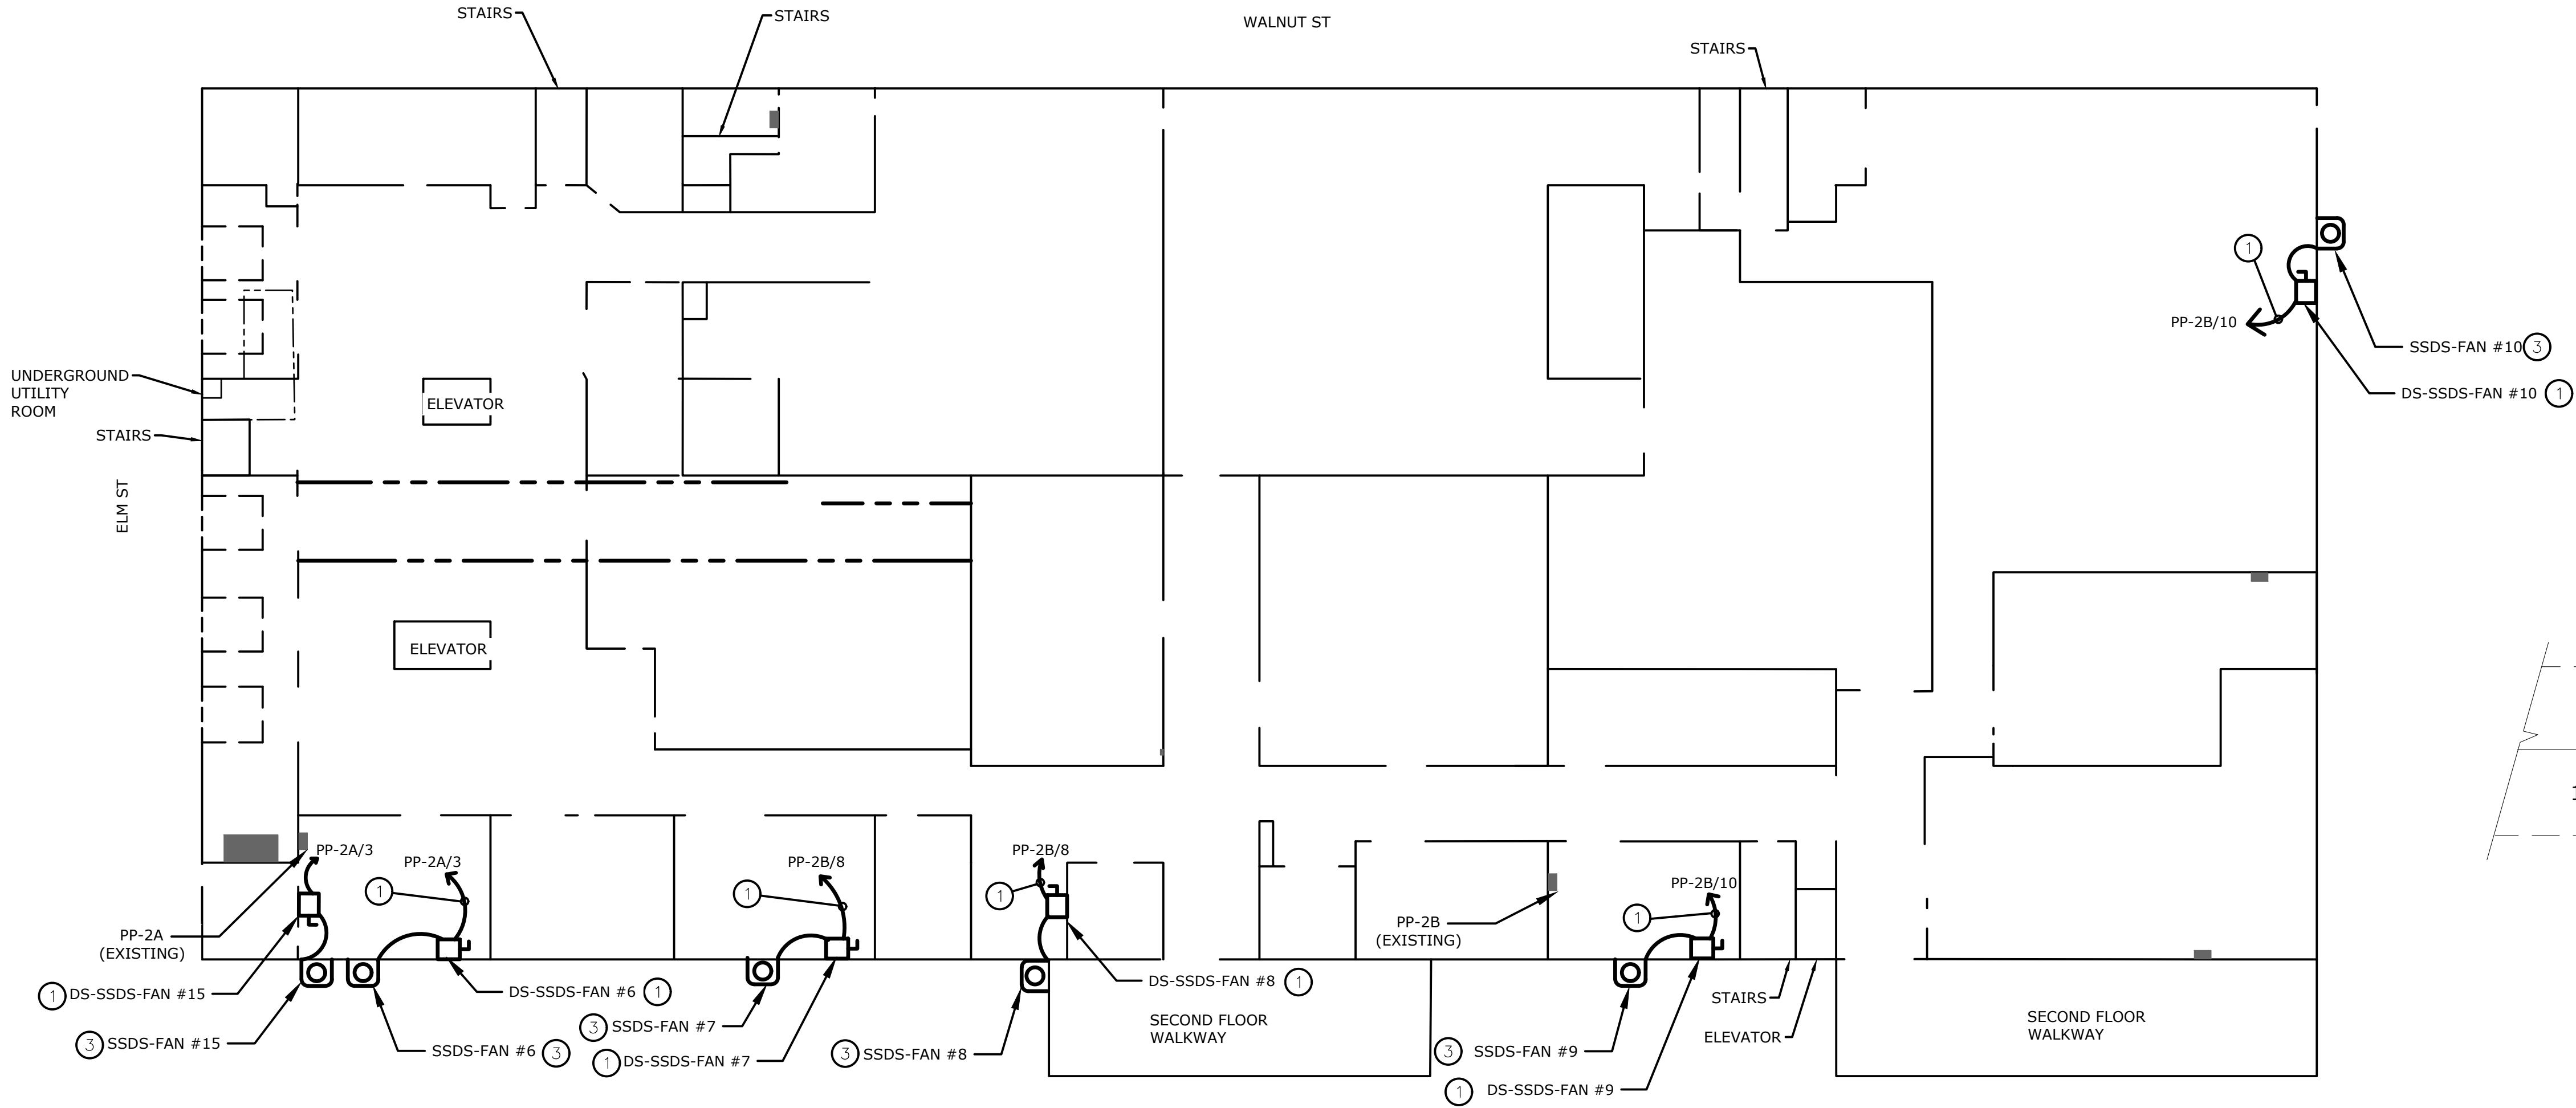 STAIRS
STAIRS
WALNUT ST
STAIRS
1
PP-2B/10
SSDS-FAN #10 3
DS-SSDS-FAN #10 1
UNDERGROUND
UTILITY
ROOM
ELEVATOR
STAIRS
ELM ST
ELEVATOR
PP-2A/3
PP-2A/3
PP-2B/8
PP-2B/8
1
1
1
PP-2B/10
1
PP-2A
(EXISTING)
PP-2B
(EXISTING)
1 DS-SSDS-FAN #15
DS-SSDS-FAN #6 1
DS-SSDS-FAN #8 1
STAIRS
3 SSDS-FAN #7
SECOND FLOOR
WALKWAY
SECOND FLOOR
WALKWAY
ELEVATOR
3 SSDS-FAN #15
SSDS-FAN #6 3
1 DS-SSDS-FAN #7
3 SSDS-FAN #8
3 SSDS-FAN #9
1 DS-SSDS-FAN #9